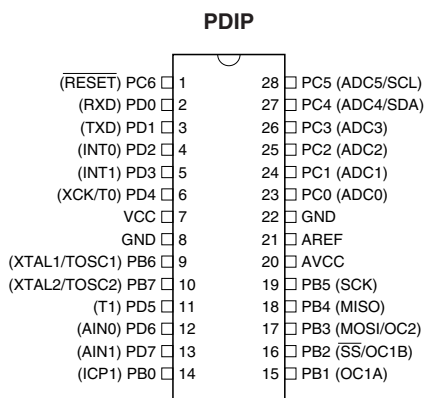 PDIP
(RESET) PC6 1 28 PC5 (ADC5/SCL)
(RXD) PD0 2 27 PC4 (ADC4/SDA)
(TXD) PD1 3 26 PC3 (ADC3)
(INT0) PD2 4 25 PC2 (ADC2)
(INT1) PD3 5 24 PC1 (ADC1)
(XCK/T0) PD4 6 23 PC0 (ADC0)
VCC 7 22 GND
GND 8 21 AREF
(XTAL1/TOSC1) PB6 9 20 AVCC
(XTAL2/TOSC2) PB7 10 19 PB5 (SCK)
(T1) PD5 11 18 PB4 (MISO)
(AIN0) PD6 12 17 PB3 (MOSI/OC2)
(AIN1) PD7 13 16 PB2 (SS/OC1B)
(ICP1) PB0 14 15 PB1 (OC1A)